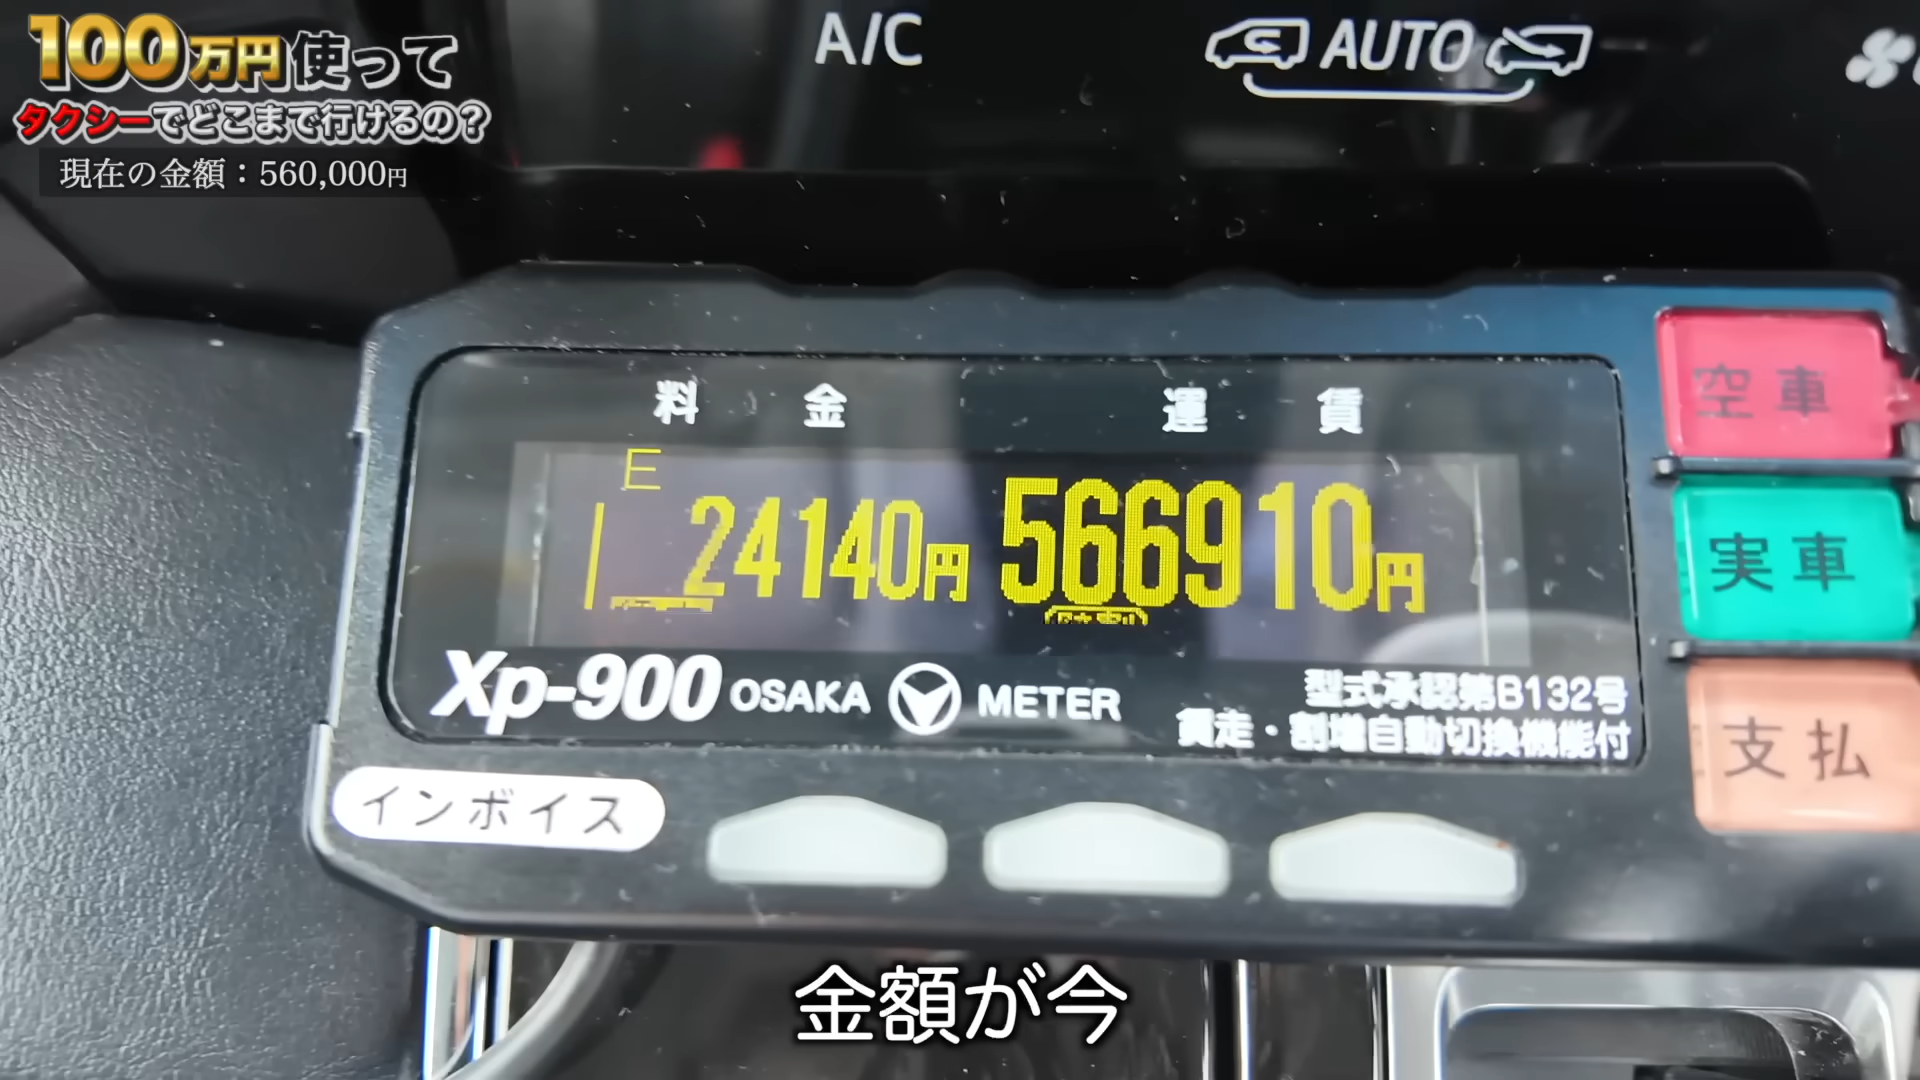 100万円使って
タクシーでどこまで行けるの?
現在の金額：560,000円
A/C
AUTO
料金 運賃
E
24140円 566910円
Xp-900 OSAKA METER
型式承認第B132号
貨走・割増自動切換機能付
空車
実車
支払
インボイス
金額が今